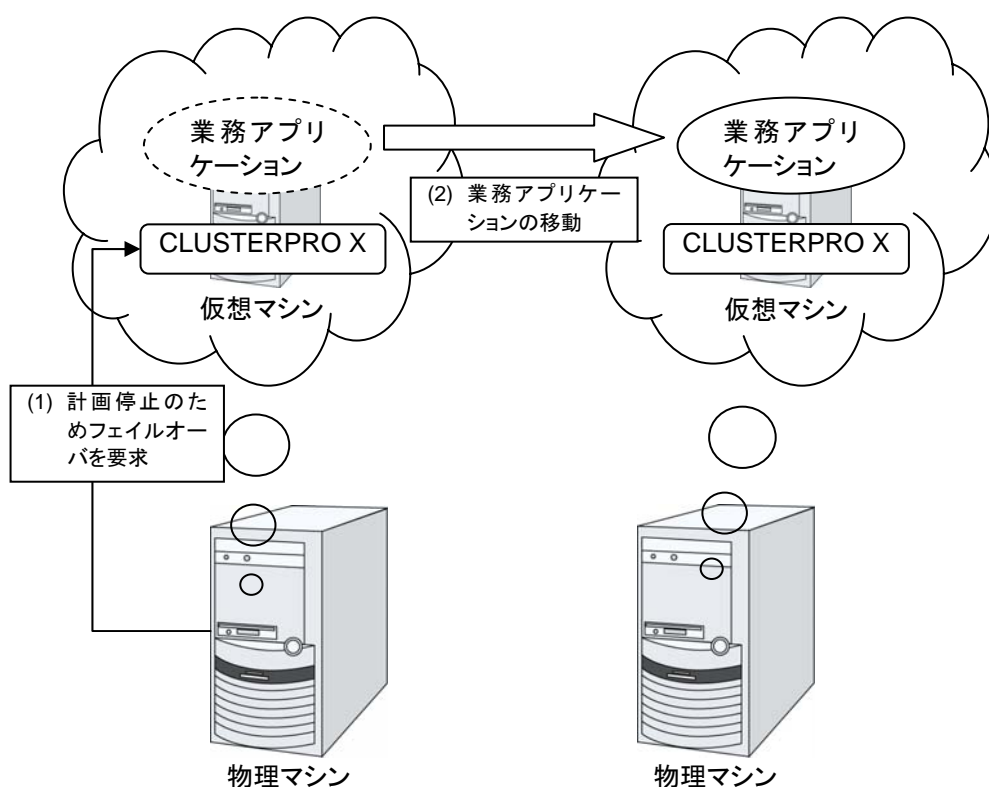 業務アプリ
ケーション
CLUSTERPRO X
仮想マシン
(2) 業務アプリケー
ションの移動
業務アプリ
ケーション
CLUSTERPRO X
仮想マシン
(1) 計画停止のた
めフェイルオー
バを要求
物理マシン
物理マシン